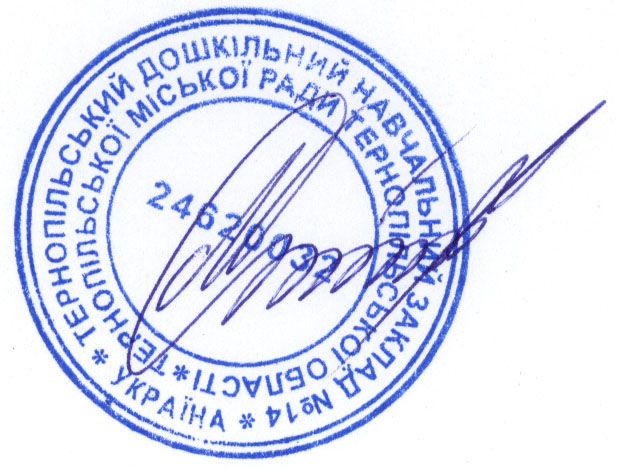 ТЕРНОПІЛЬСЬКИЙ ДОШКІЛЬНИЙ НАВЧАЛЬНИЙ ЗАКЛАД №14
* УКРАЇНА *
ТЕРНОПІЛЬСЬКОЇ МІСЬКОЇ РАДИ ТЕРНОПІЛЬСЬКОЇ ОБЛАСТІ *
24620032